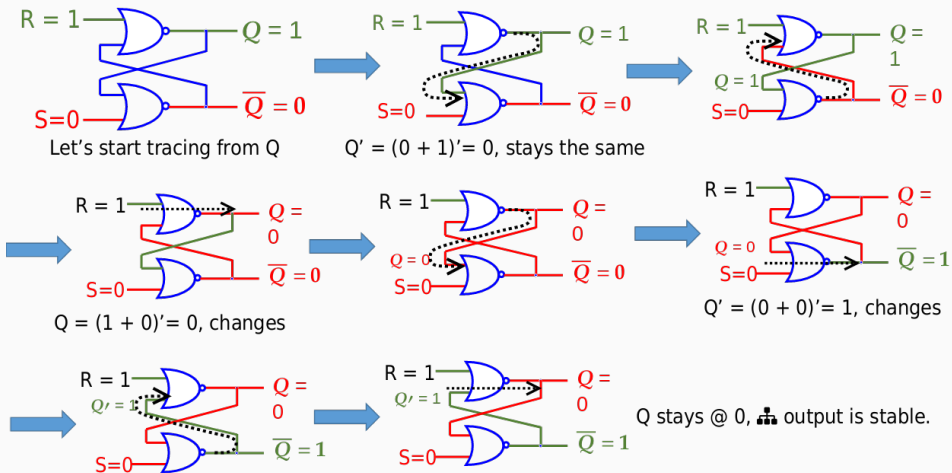 R = 1
Q = 1
S=0
Q = 0
Let's start tracing from Q
R = 1
Q = 1
S=0
Q = 0
Q' = (0 + 1)'= 0, stays the same
R = 1
Q =
1
Q = 1
S=0
Q = 0
R = 1
Q =
0
S=0
Q = 0
Q = (1 + 0)'= 0, changes
R = 1
Q =
0
Q = 0
S=0
Q = 0
R = 1
Q =
0
Q = 0
S=0
Q = 1
Q' = (0 + 0)'= 1, changes
R = 1
Q' = 1
Q =
0
S=0
Q = 1
R = 1
Q' = 1
Q =
0
S=0
Q = 1
Q stays @ 0, output is stable.